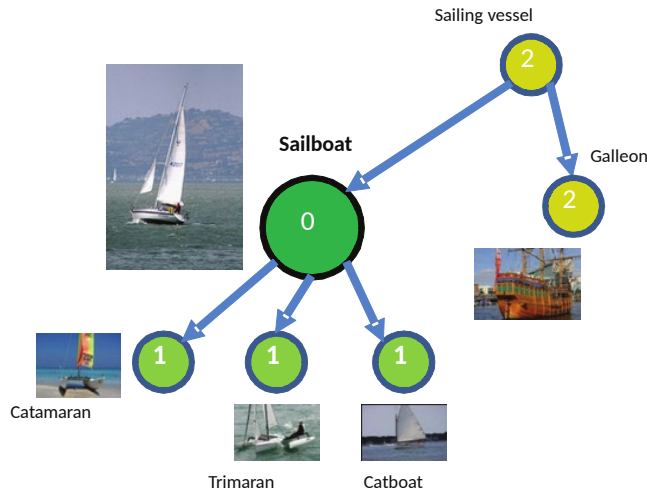 Sailing vessel
2
Sailboat
Galleon
2
0
1
1
1
Catamaran
Trimaran
Catboat